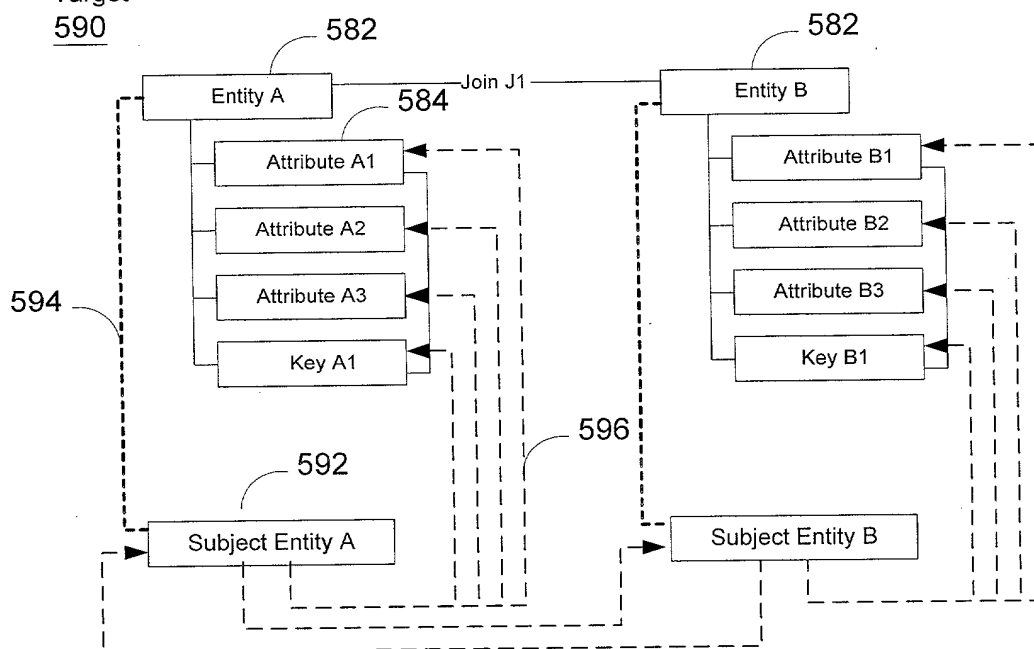 Target
590
582
582
Entity A
Join J1
Entity B
584
Attribute A1
Attribute B1
Attribute A2
Attribute B2
Attribute A3
Attribute B3
594
Key A1
Key B1
596
592
Subject Entity A
Subject Entity B